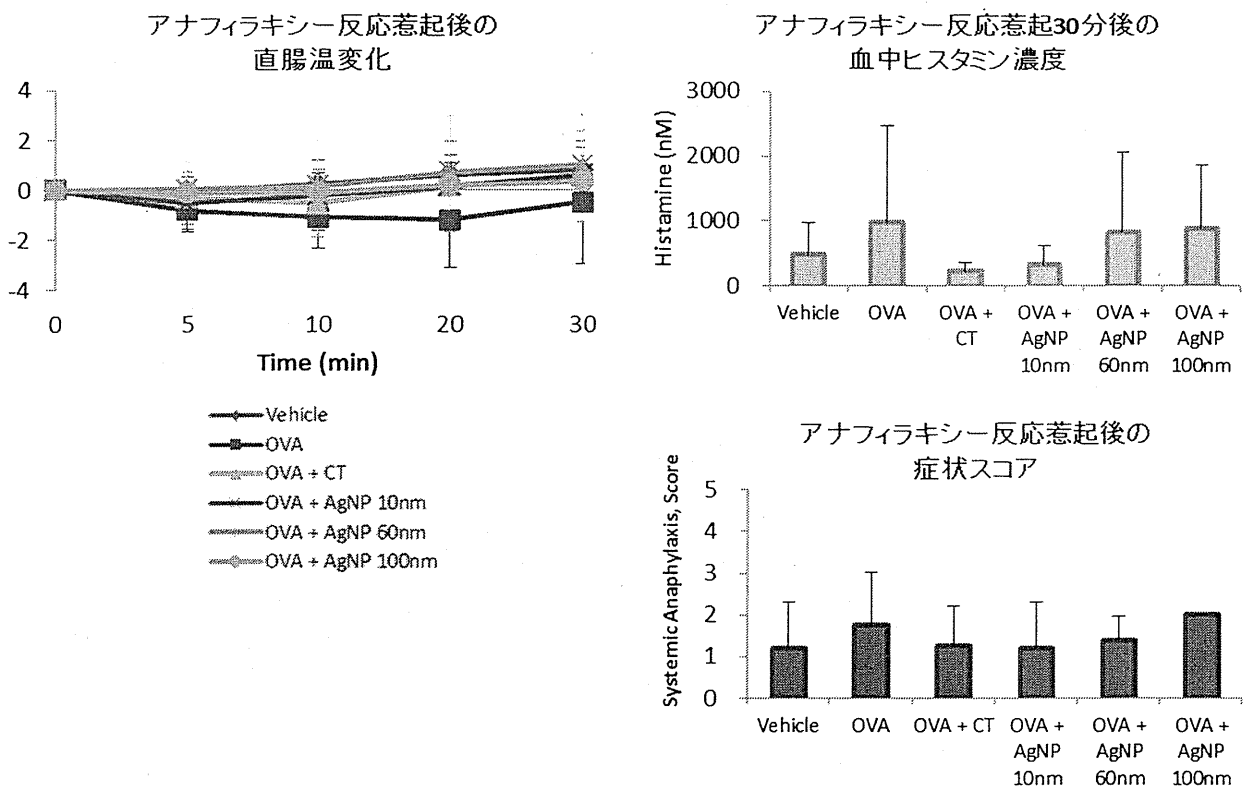 アナフィラキシー反応惹起後の
直腸温変化
4
2
0
-2
-4
0 5 10 20 30
Time (min)
Vehicle
OVA
OVA + CT
OVA + AgNP 10nm
OVA + AgNP 60nm
OVA + AgNP 100nm
アナフィラキシー反応惹起30分後の
血中ヒスタミン濃度
Histamine (nM)
3000
2000
1000
0
Vehicle OVA OVA + OVA + OVA + OVA +
CT AgNP AgNP AgNP
10nm 60nm 100nm
アナフィラキシー反応惹起後の
症状スコア
Systemic Anaphylaxis, Score
5
4
3
2
1
0
Vehicle OVA OVA + CT OVA + OVA + OVA +
AgNP AgNP AgNP
10nm 60nm 100nm